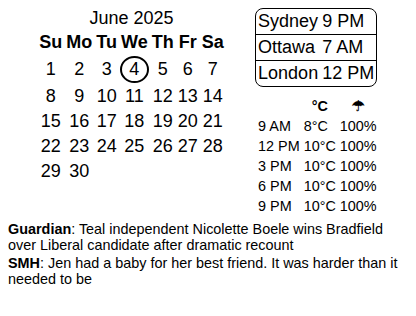 June 2025
Su Mo Tu We Th Fr Sa
1 2 3 4 5 6 7
8 9 10 11 12 13 14
15 16 17 18 19 20 21
22 23 24 25 26 27 28
29 30
Sydney 9 PM
Ottawa 7 AM
London 12 PM
°C ☂
9 AM 8°C 100%
12 PM 10°C 100%
3 PM 10°C 100%
6 PM 10°C 100%
9 PM 10°C 100%
Guardian: Teal independent Nicolette Boele wins Bradfield
over Liberal candidate after dramatic recount
SMH: Jen had a baby for her best friend. It was harder than it
needed to be